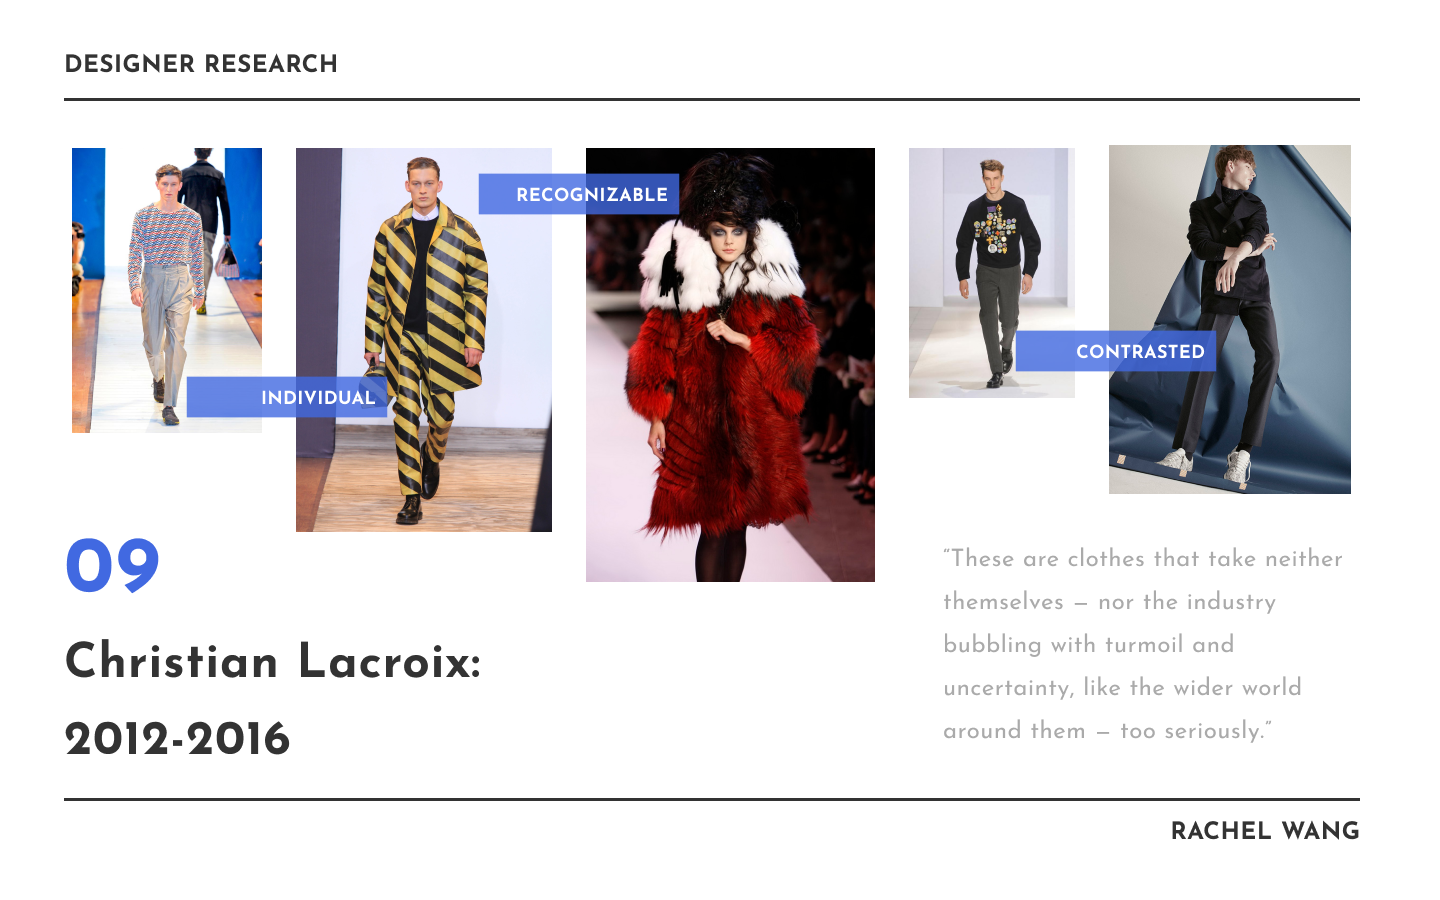 DESIGNER RESEARCH
RECOGNIZABLE
CONTRASTED
INDIVIDUAL
09
Christian Lacroix:
2012-2016
“These are clothes that take neither
themselves – nor the industry
bubbling with turmoil and
uncertainty, like the wider world
around them – too seriously.”
RACHEL WANG